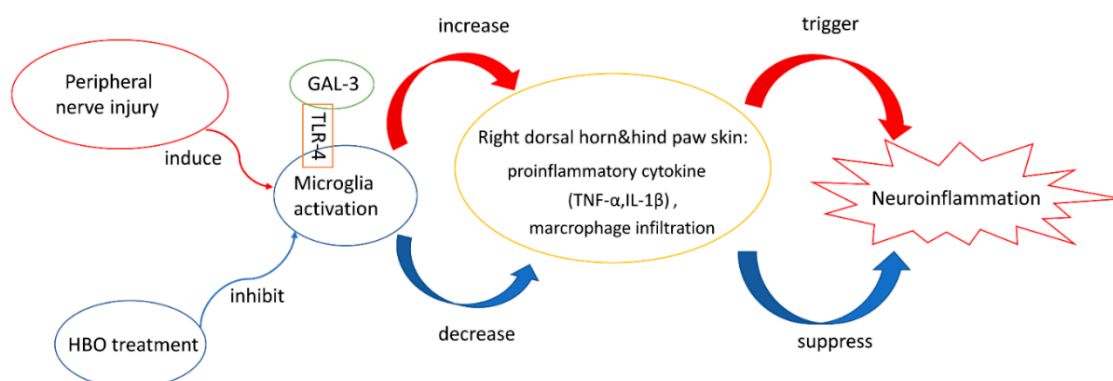 increase
trigger
Peripheral
nerve injury
GAL-3
TLR-4
induce
Microglia
activation
Right dorsal horn&hind paw skin:
proinflammatory cytokine
(TNF-α,IL-1β) ,
marcrophage infiltration
Neuroinflammation
inhibit
HBO treatment
decrease
suppress